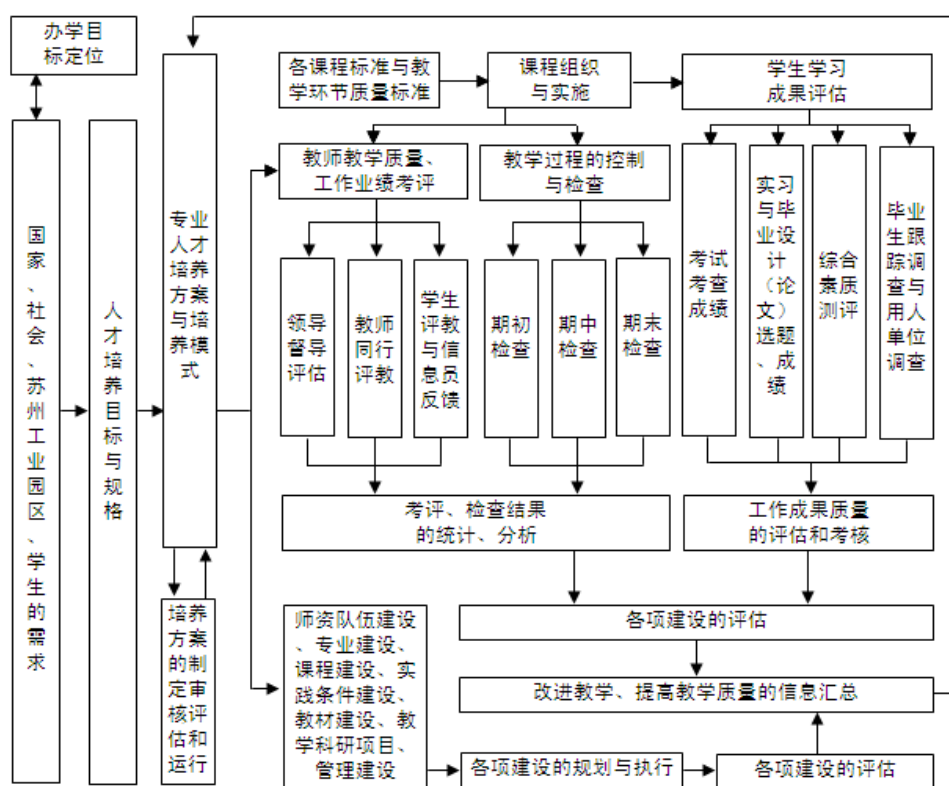 办学目
标定位
国家、社会、苏州工业园区、学生的需求
人才培养目标与规格
专业
人才
培养
方案
与培
养模
式
培养
方案
的制
定审
核评
估和
运行
各课程标准与教
学环节质量标准
课程组织
与实施
学生学习
成果评估
教师教学质量、
工作业绩考评
教学过程的控制
与检查
领导
督导
评估
教师
同行
评教
学生
评教
与信
息员
反馈
期初
检查
期中
检查
期末
检查
考试
考查
成绩
实习
与毕
业设
计
（论
文）
选题
、成
绩
综合
素质
测评
毕业
生跟
踪调
查与
用人
单位
调查
考评、检查结果
的统计、分析
工作成果质量
的评估和考核
师资队伍建设
、专业建设、
课程建设、实
践条件建设、
教材建设、教
学科研项目、
管理建设
各项建设的评估
改进教学、提高教学质量的信息汇总
各项建设的规划与执行
各项建设的评估